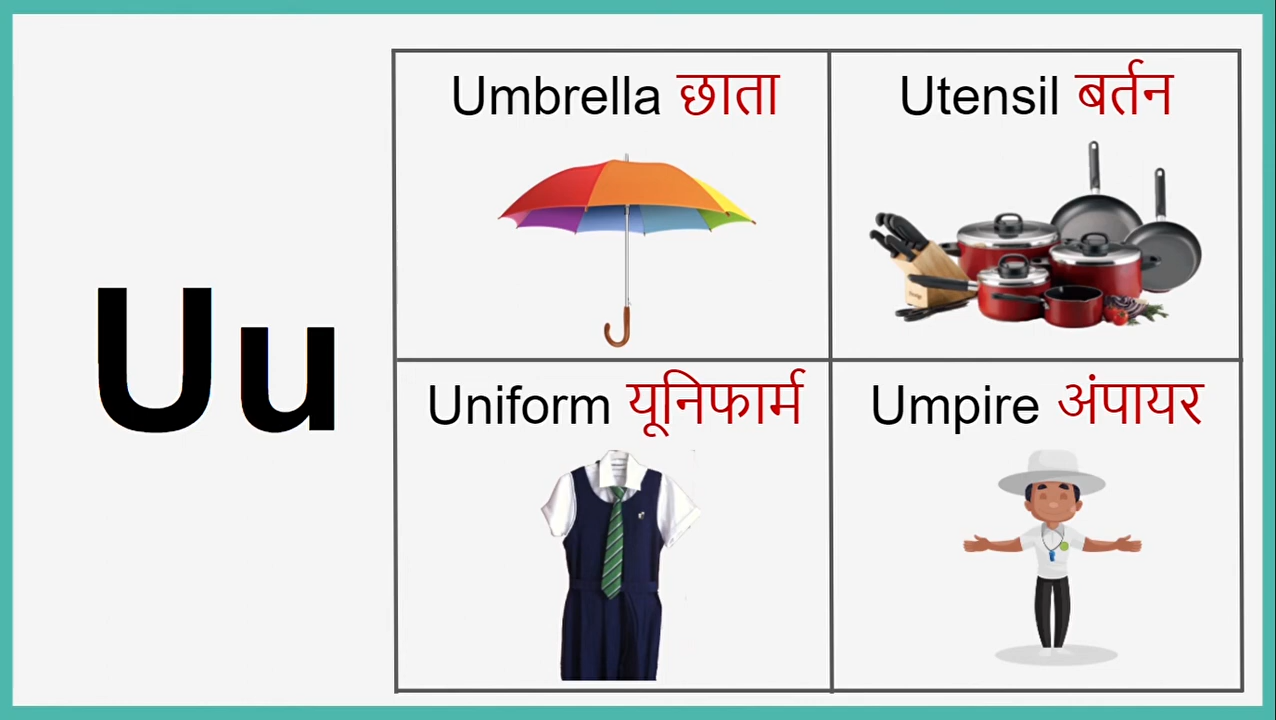 Uu
Umbrella छाता
Utensil बर्तन
Uniform यूनिफार्म
Umpire अंपायर